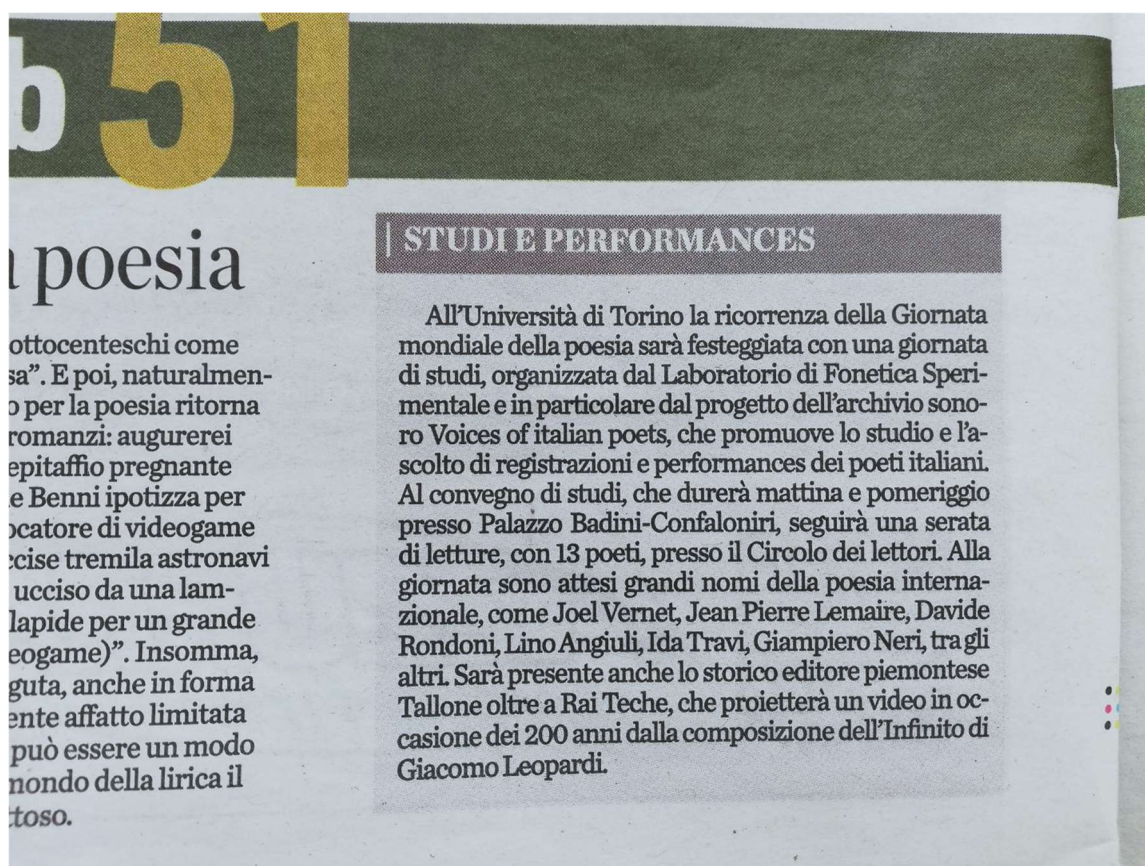 b 51
poesia
ottocenteschi come
sa”. E poi, naturalmen-
o per la poesia ritorna
romanzi: augurerei
epitaffio pregnante
e Benni ipotizza per
ocatore di videogame
ccise tremila astronavi
ucciso da una lam-
lapide per un grande
eogame)”. Insomma,
guta, anche in forma
ente affatto limitata
può essere un modo
mondo della lirica il
ttoso.
STUDI E PERFORMANCES
All’Università di Torino la ricorrenza della Giornata
mondiale della poesia sarà festeggiata con una giornata
di studi, organizzata dal Laboratorio di Fonetica Speri-
mentale e in particolare dal progetto dell’archivio sono-
ro Voices of italian poets, che promuove lo studio e l’a-
scolto di registrazioni e performances dei poeti italiani.
Al convegno di studi, che durerà mattina e pomeriggio
presso Palazzo Badini-Confaloniri, seguirà una serata
di letture, con 13 poeti, presso il Circolo dei lettori. Alla
giornata sono attesi grandi nomi della poesia interna-
zionale, come Joel Vernet, Jean Pierre Lemaire, Davide
Rondoni, Lino Angiuli, Ida Travi, Giampiero Neri, tra gli
altri. Sarà presente anche lo storico editore piemontese
Tallone oltre a Rai Teche, che proietterà un video in oc-
casione dei 200 anni dalla composizione dell’Infinito di
Giacomo Leopardi.